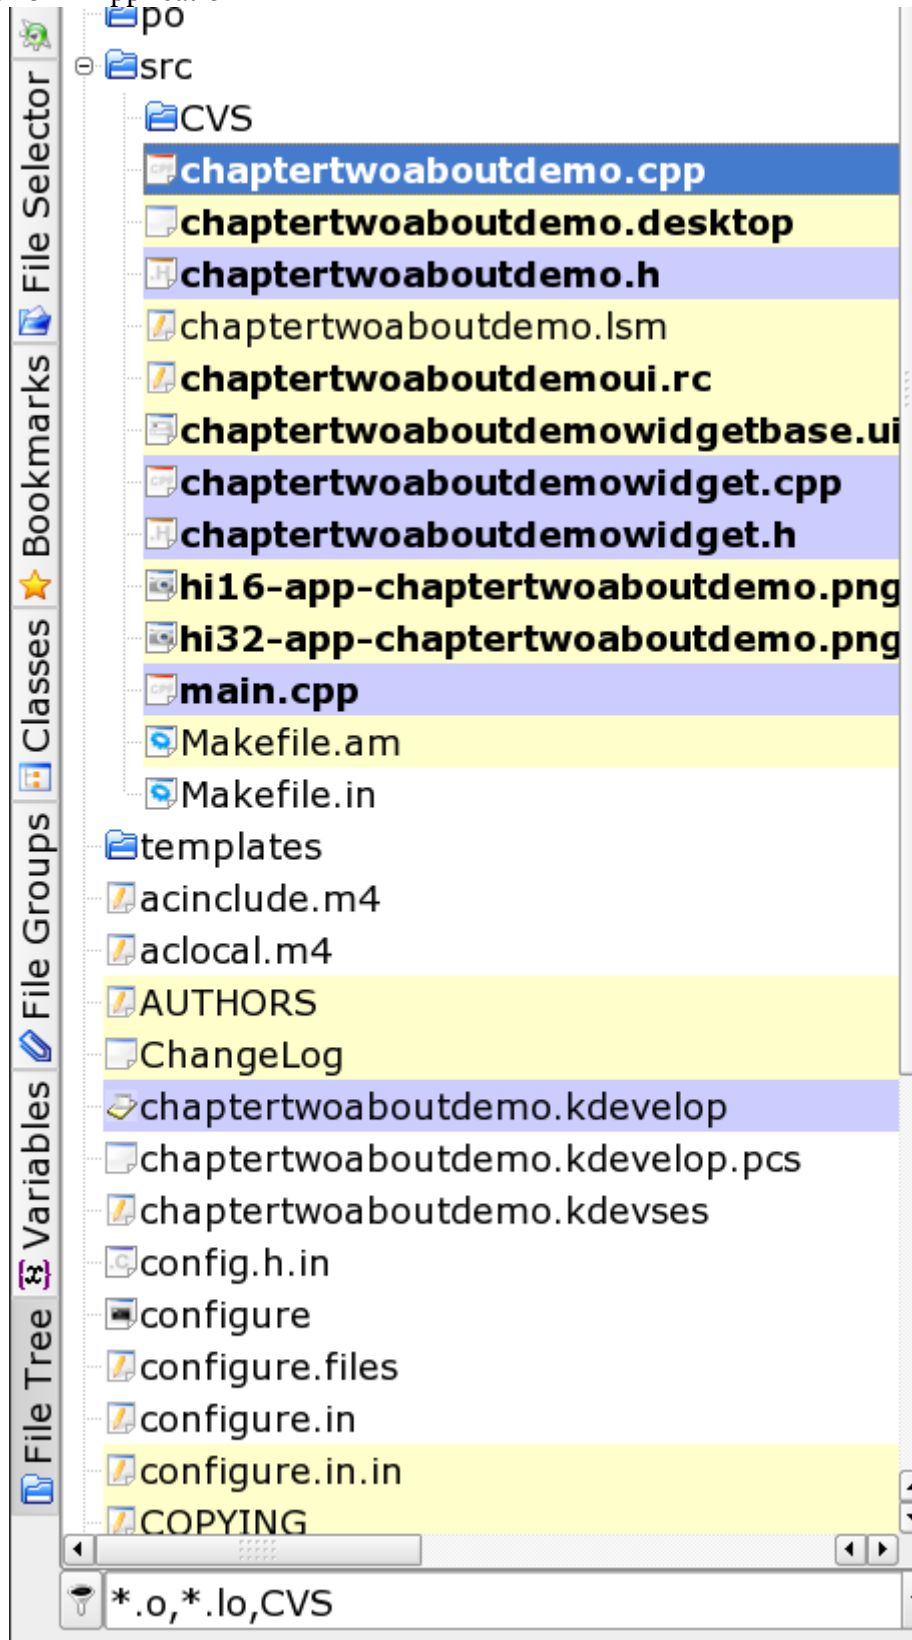 po
src
CVS
chaptertwoaboutdemo.cpp
chaptertwoaboutdemo.desktop
chaptertwoaboutdemo.h
chaptertwoaboutdemo.lsm
chaptertwoaboutdemoui.rc
chaptertwoaboutdemowidgetbase.ui
chaptertwoaboutdemowidget.cpp
chaptertwoaboutdemowidget.h
hi16-app-chaptertwoaboutdemo.png
hi32-app-chaptertwoaboutdemo.png
main.cpp
Makefile.am
Makefile.in
templates
acinclude.m4
aclocal.m4
AUTHORS
ChangeLog
chaptertwoaboutdemo.kdevelop
chaptertwoaboutdemo.kdevelop.pcs
chaptertwoaboutdemo.kdevses
config.h.in
configure
configure.files
configure.in
configure.in.in
COPYING
*.o,*.lo,CVS
File Selector
Bookmarks
Classes
File Groups
Variables
File Tree